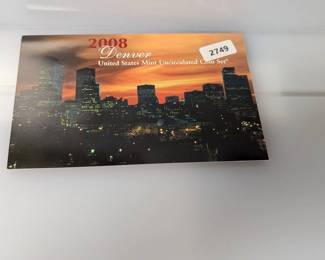 2008
Denver
United States Mint Uncirculated Coin Set®
2749